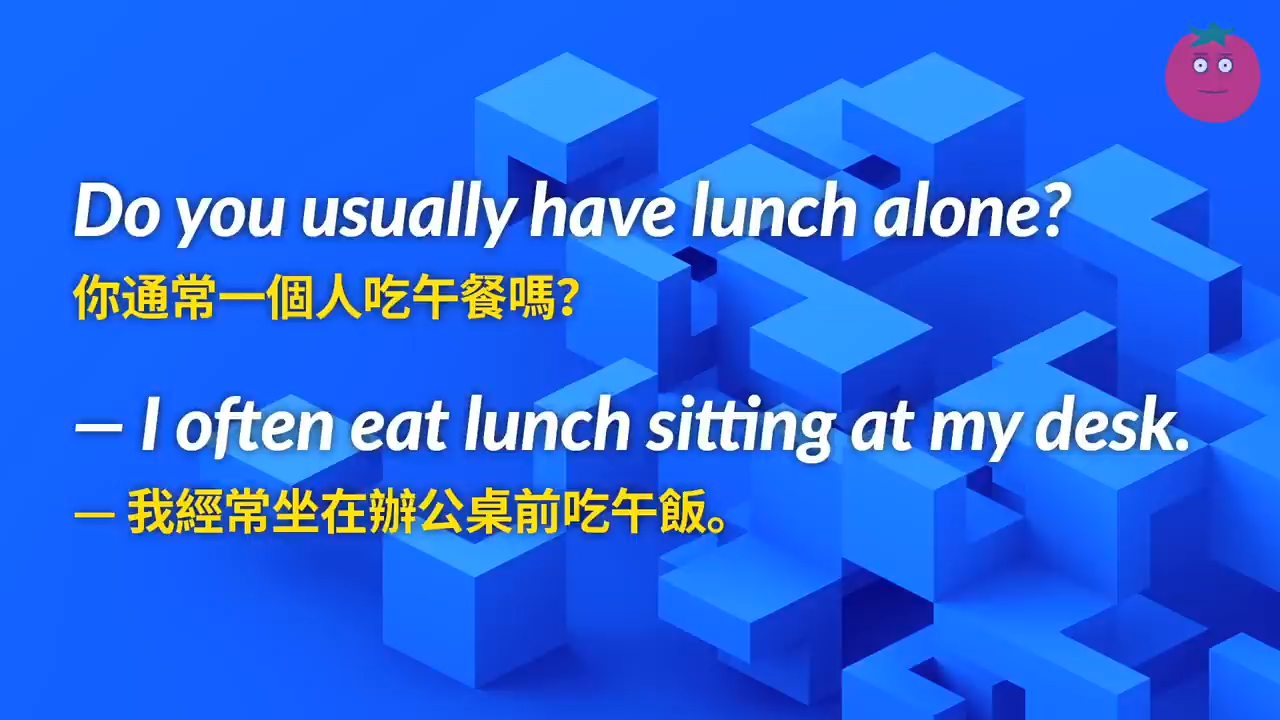 Do you usually have lunch alone?
你通常一個人吃午餐嗎？
— I often eat lunch sitting at my desk.
— 我經常坐在辦公桌前吃午飯。